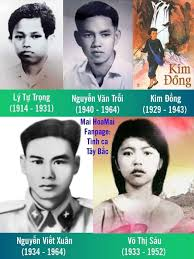 KIM
ĐỒNG
Lý Tự Trọng
(1914 - 1931)
Nguyễn Văn Trỗi
(1940 - 1964)
Kim Đồng
(1929 - 1943)
Mai HoaMai
Fanpage:
Tình ca
Tây Bắc
Nguyễn Viết Xuân
(1934 - 1964)
Võ Thị Sáu
(1933 - 1952)